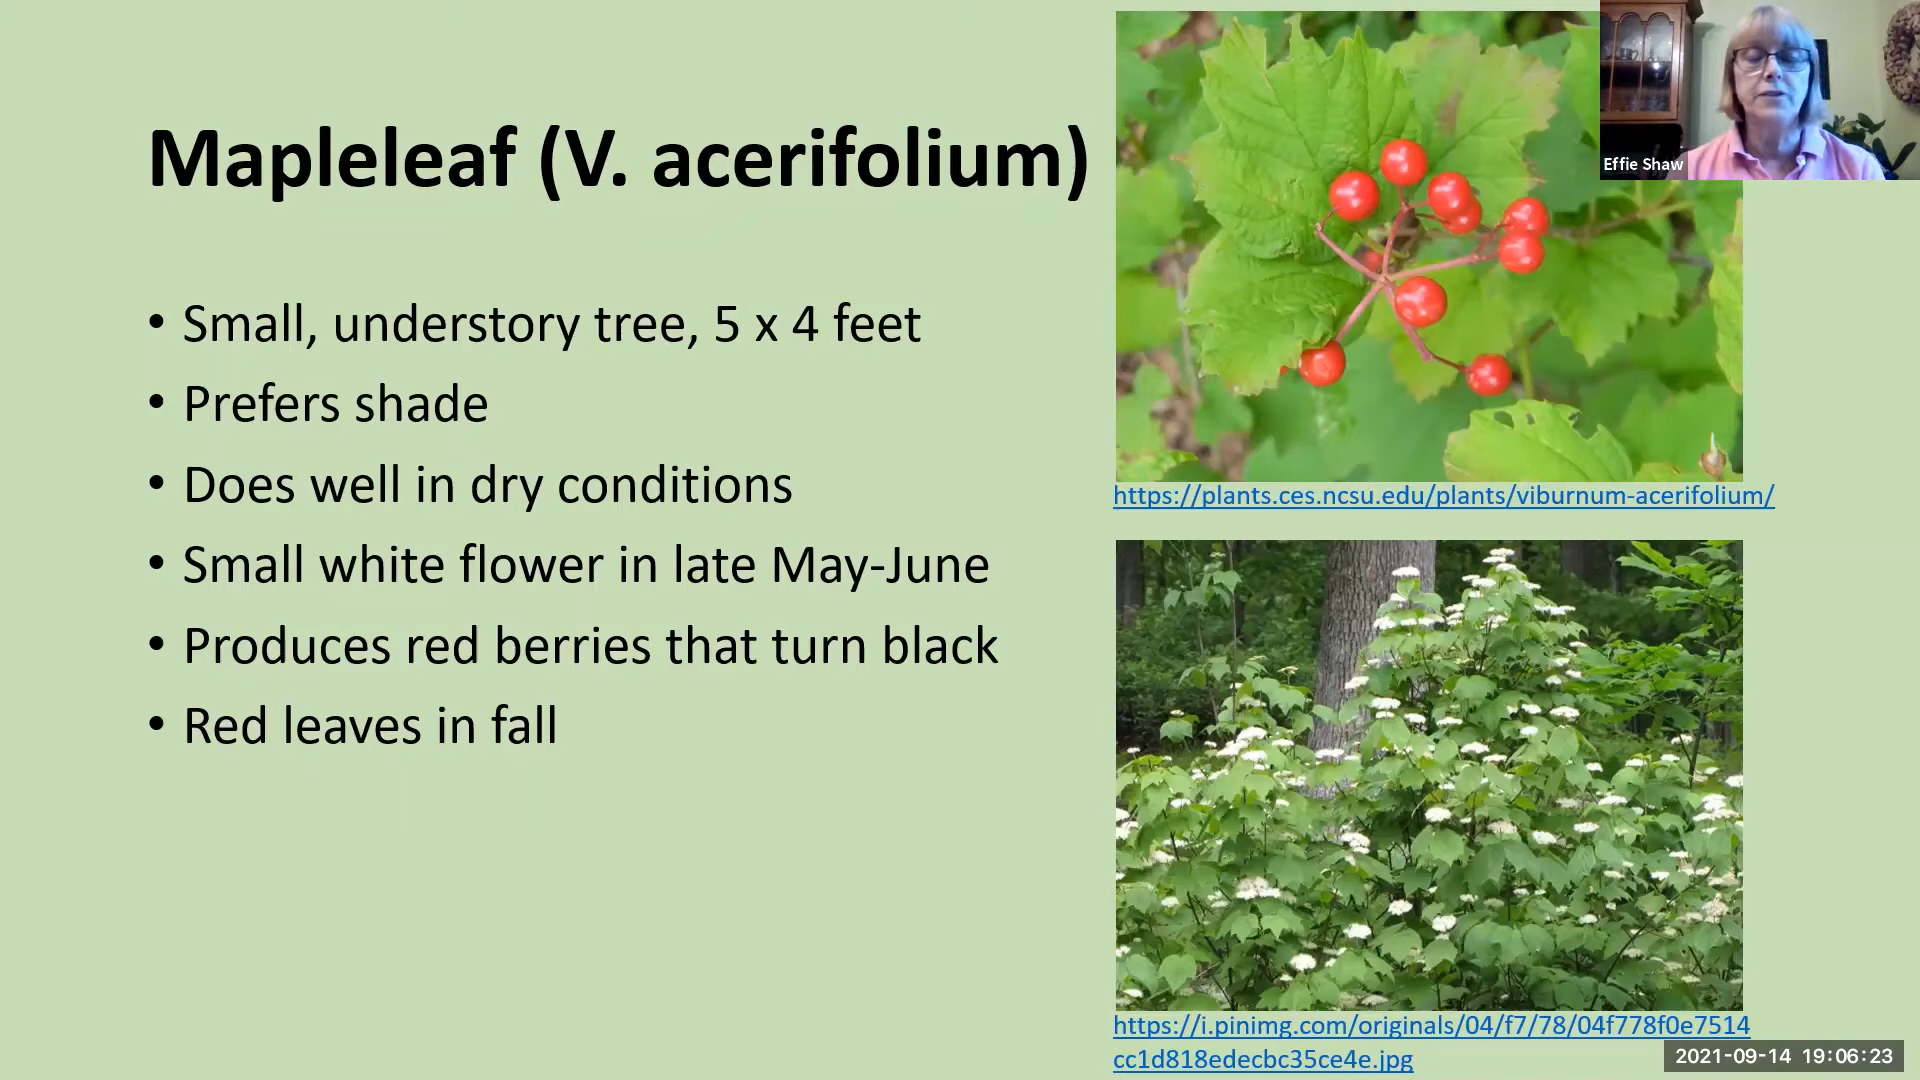 Mapleleaf (V. acerifolium)
• Small, understory tree, 5 x 4 feet
• Prefers shade
• Does well in dry conditions
• Small white flower in late May-June
• Produces red berries that turn black
• Red leaves in fall
Effie Shaw
https://plants.ces.ncsu.edu/plants/viburnum-acerifolium/
https://i.pinimg.com/originals/04/f7/78/04f778f0e7514
cc1d818edecbc35ce4e.jpg
2021-09-14 19:06:23